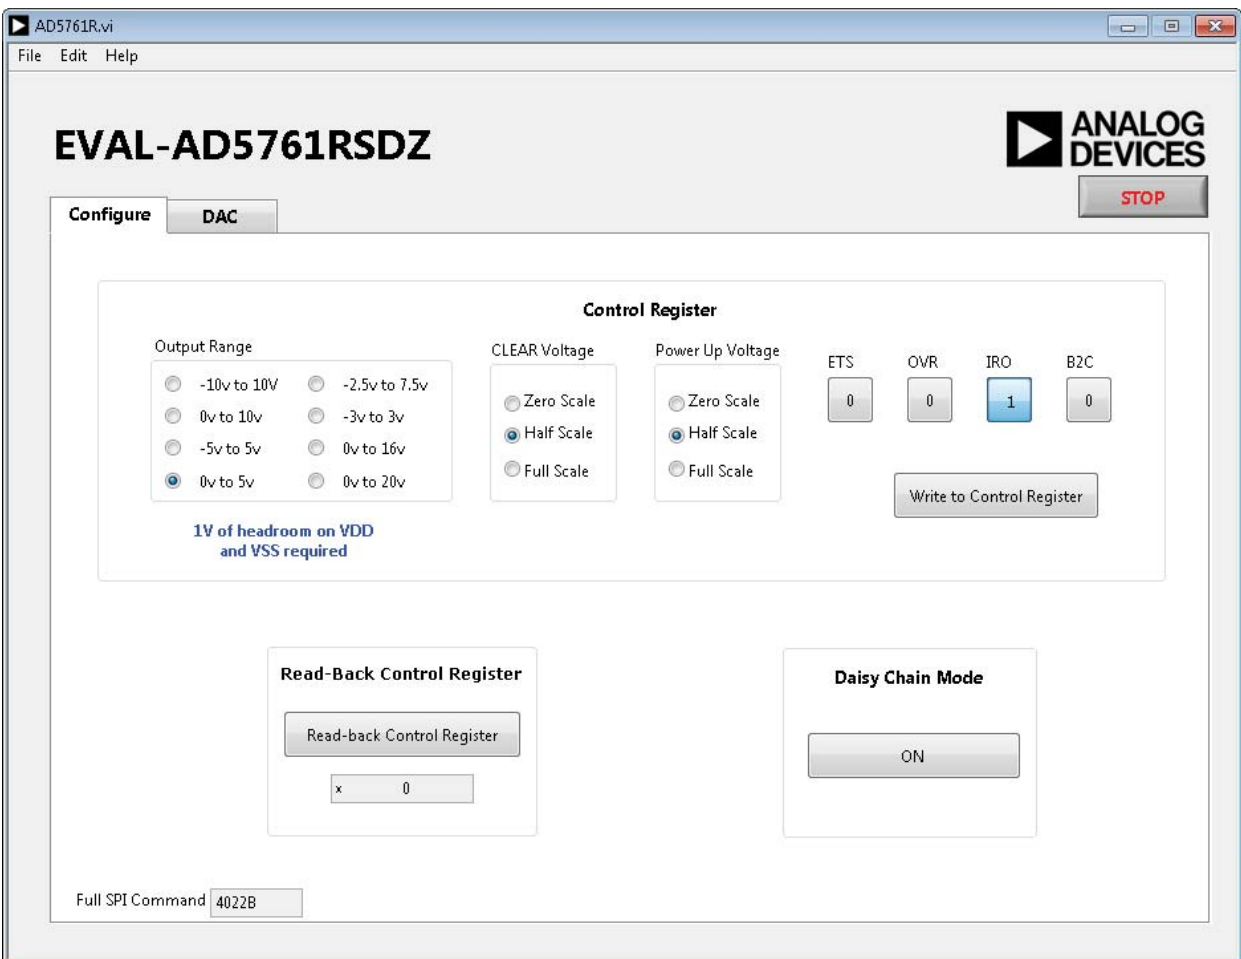 AD5761R.vi
File Edit Help
EVAL-AD5761RSDZ
ANALOG
DEVICES
STOP
Configure DAC
Control Register
Output Range
-10v to 10V
0v to 10v
-5v to 5v
0v to 5v
-2.5v to 7.5v
-3v to 3v
0v to 16v
0v to 20v
1V of headroom on VDD
and VSS required
CLEAR Voltage
Zero Scale
Half Scale
Full Scale
Power Up Voltage
Zero Scale
Half Scale
Full Scale
ETS OVR IRO B2C
0 0 1 0
Write to Control Register
Read-Back Control Register
Read-back Control Register
x 0
Daisy Chain Mode
ON
Full SPI Command 4022B